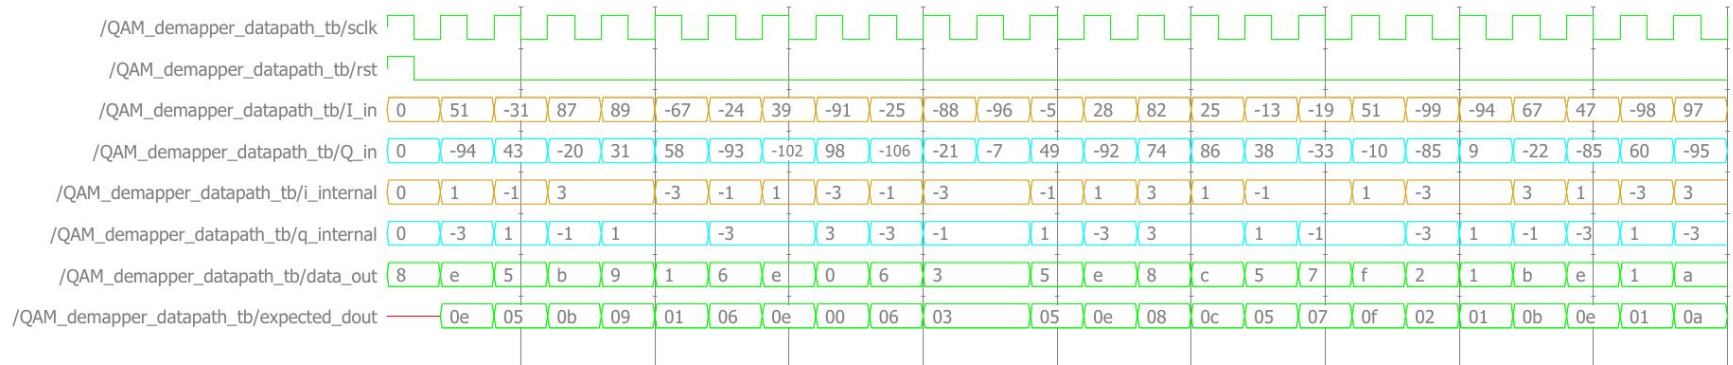 /QAM_demapper_datapath_tb/sclk
/QAM_demapper_datapath_tb/rst
/QAM_demapper_datapath_tb/I_in 0 51 -31 87 89 -67 -24 39 -91 -25 -88 -96 -5 28 82 25 -13 -19 51 -99 -94 67 47 -98 97
/QAM_demapper_datapath_tb/Q_in 0 -94 43 -20 31 58 -93 -102 98 -106 -21 -7 49 -92 74 86 38 -33 -10 -85 9 -22 -85 60 -95
/QAM_demapper_datapath_tb/i_internal 0 1 -1 3 -3 -1 1 -3 -1 -3 -1 1 3 1 -1 1 -3 3 1 -3 3
/QAM_demapper_datapath_tb/q_internal 0 -3 1 -1 1 -3 3 -3 -1 1 -3 3 1 -1 -3 1 -1 -3 1 -3
/QAM_demapper_datapath_tb/data_out 8 e 5 b 9 1 6 e 0 6 3 5 e 8 c 5 7 f 2 1 b e 1 a
/QAM_demapper_datapath_tb/expected_dout 0e 05 0b 09 01 06 0e 00 06 03 05 0e 08 0c 05 07 0f 02 01 0b 0e 01 0a